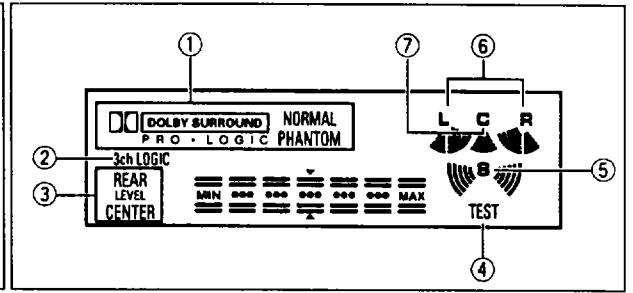 ① ⑦ ⑥
L C R
DOLBY SURROUND NORMAL
PRO · LOGIC PHANTOM
② 3ch LOGIC
S ⑤
③ REAR
LEVEL
CENTER
MIN MAX
TEST
④